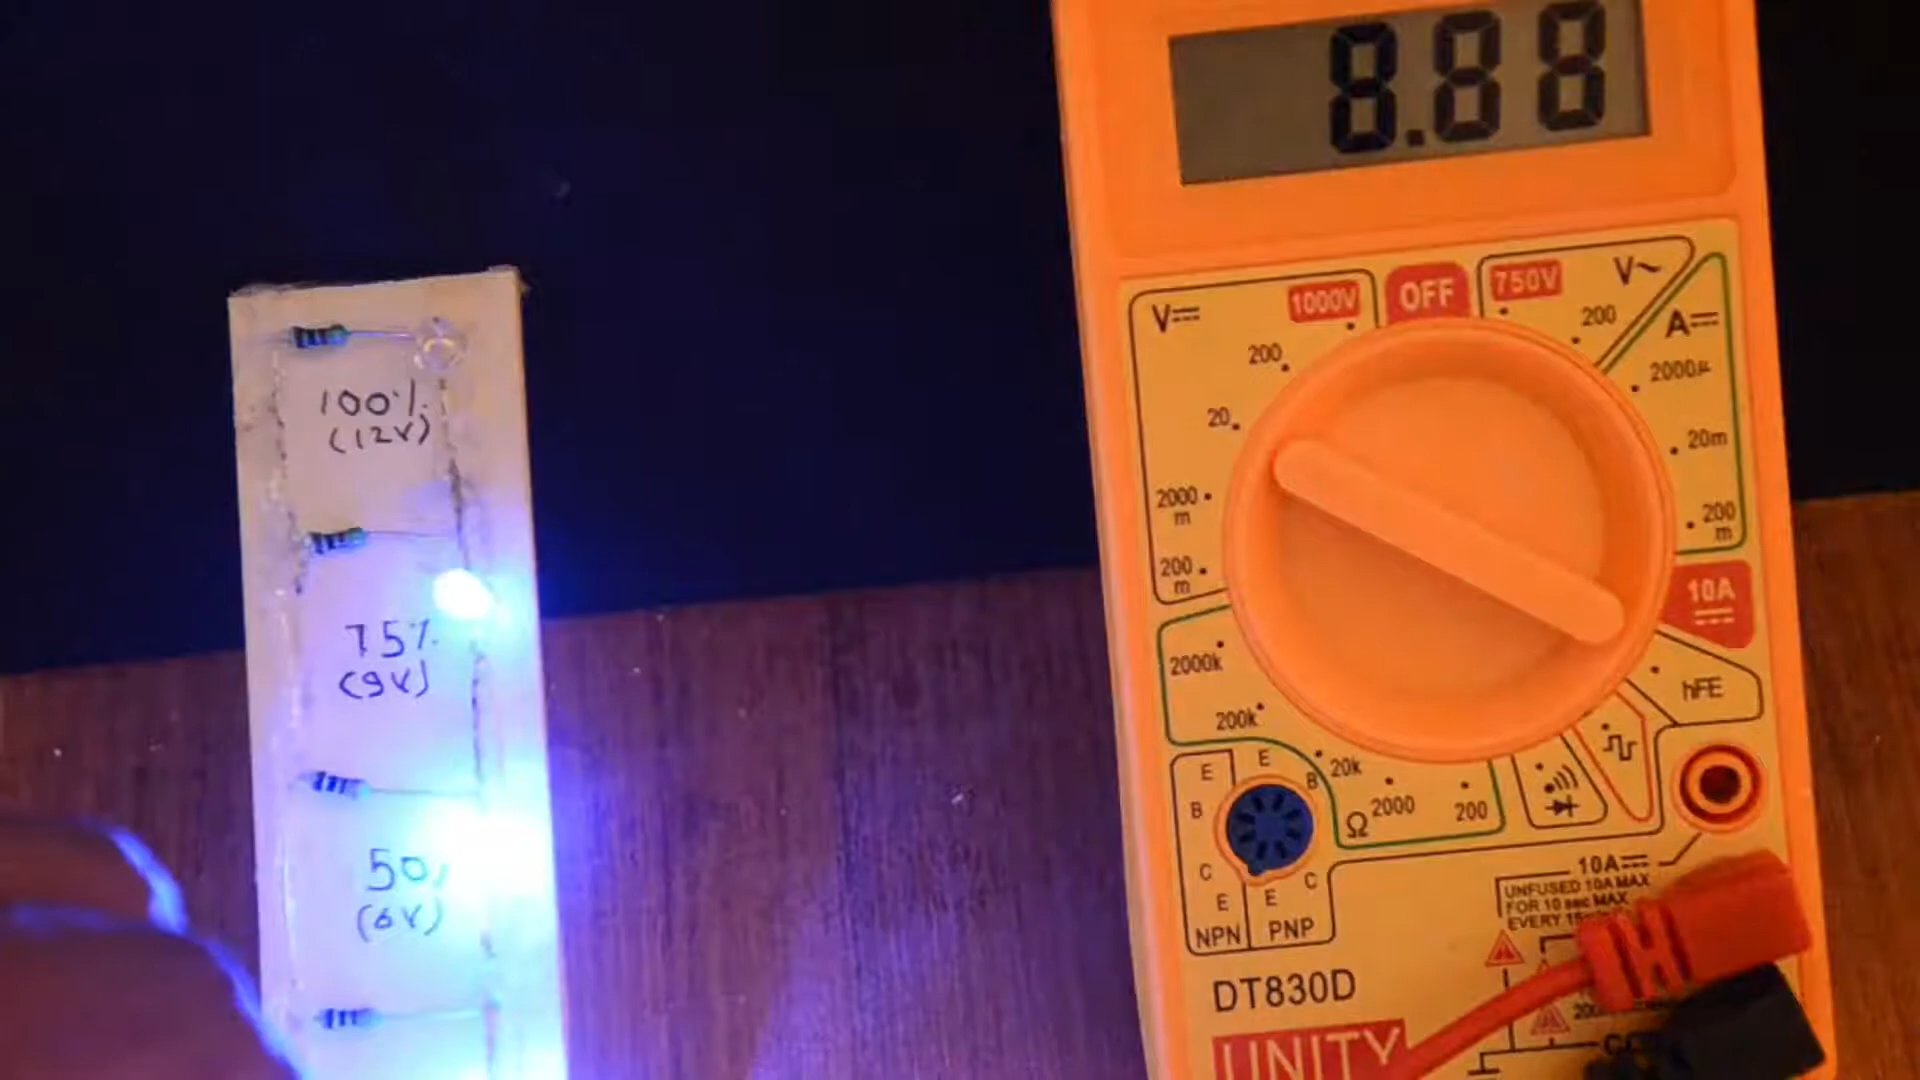 8.88
100%
(12V)
75%
(9V)
50%
(6V)
V⎓
1000V
OFF
750V
V~
200
20
2000
m
200
m
200
A⎓
2000µ
20m
200
m
10A
hFE
2000k
200k
20k
2000
200
Ω
E
B
C
E
NPN
E
B
C
E
PNP
10A⎓
UNFUSED 10A MAX
FOR 10 sec MAX
EVERY 15
DT830D
UNITY